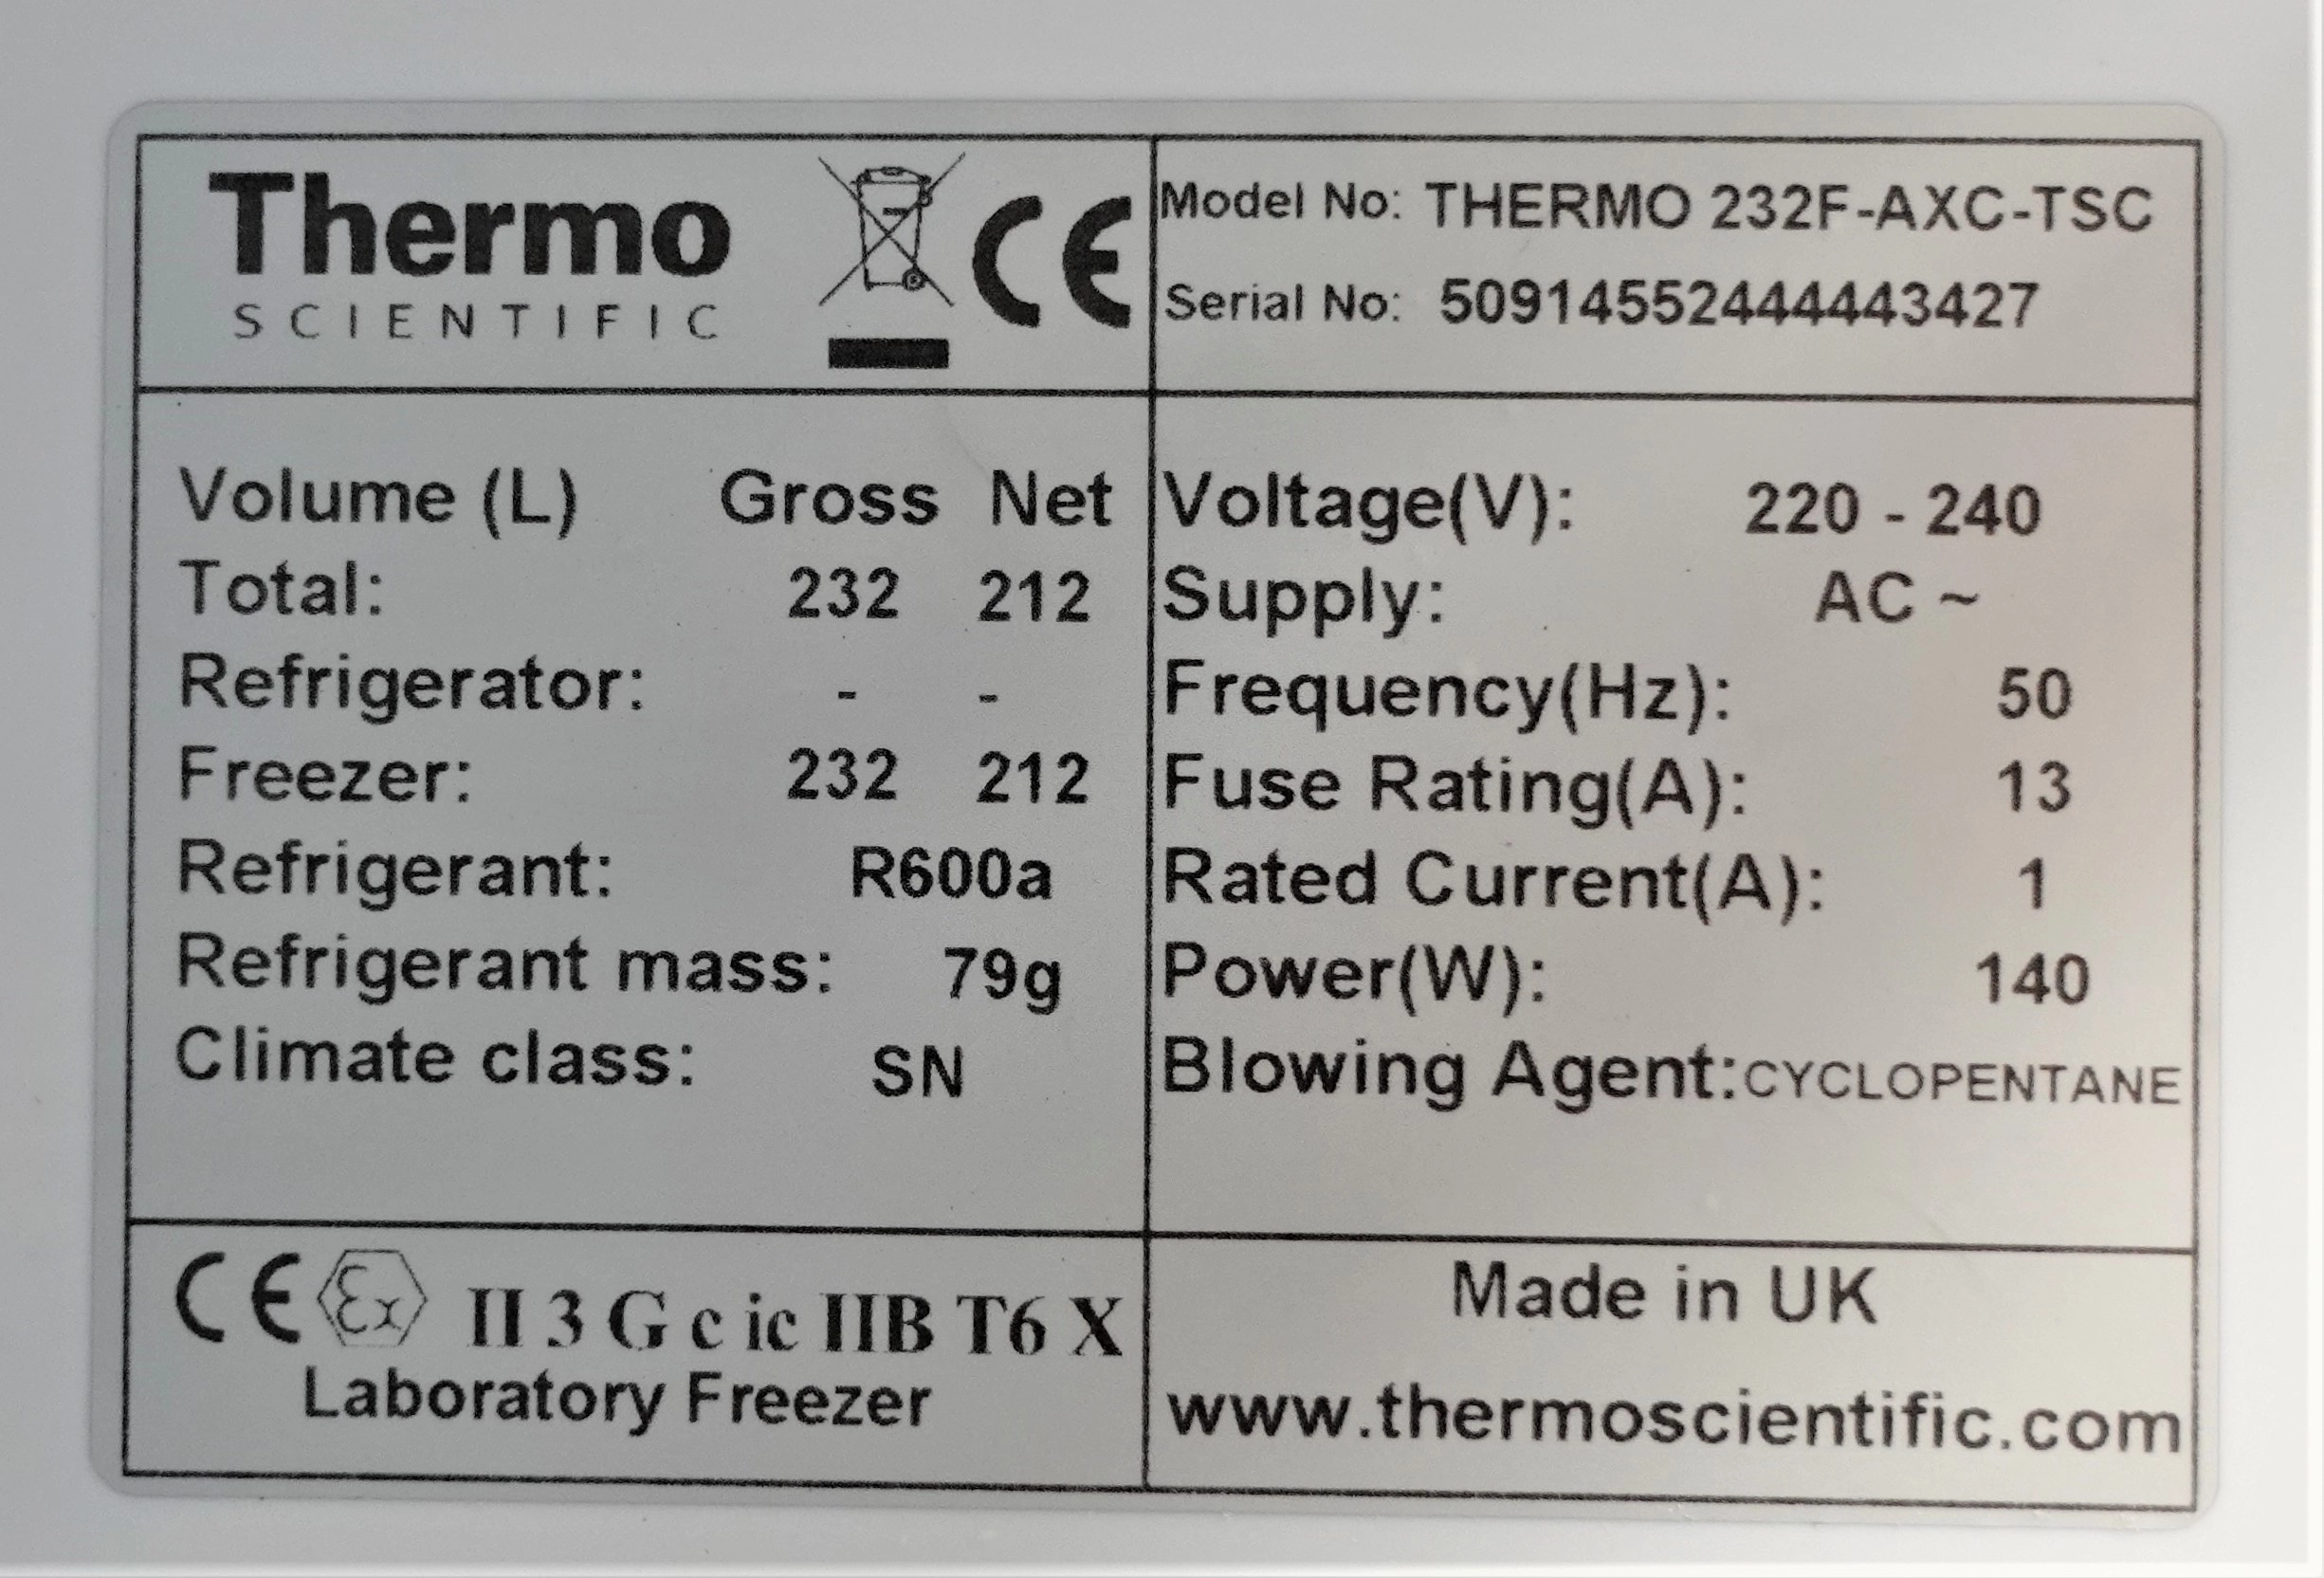 Thermo
SCIENTIFIC
CE
Model No: THERMO 232F-AXC-TSC
Serial No: 50914552444443427
Volume (L) Gross Net
Total: 232 212
Refrigerator: - -
Freezer: 232 212
Refrigerant: R600a
Refrigerant mass: 79g
Climate class: SN
Voltage(V): 220 - 240
Supply: AC ~
Frequency(Hz): 50
Fuse Rating(A): 13
Rated Current(A): 1
Power(W): 140
Blowing Agent: CYCLOPENTANE
CE Ex II 3 G c ic IIB T6 X
Laboratory Freezer
Made in UK
www.thermoscientific.com